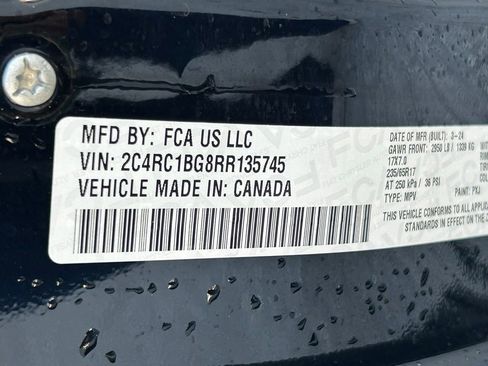 MFD BY: FCA US LLC
VIN: 2C4RC1BG8RR135745
VEHICLE MADE IN: CANADA
DATE OF MFR (BUILT): 3-24
GAWR FRONT: 2950 LB / 1339 KG
17X7.0
235/65R17
AT 250 kPa / 36 PSI
TYPE: MPV PAINT: PXJ
THIS VEHICLE CONFORMS TO ALL
STANDARDS IN EFFECT ON THE